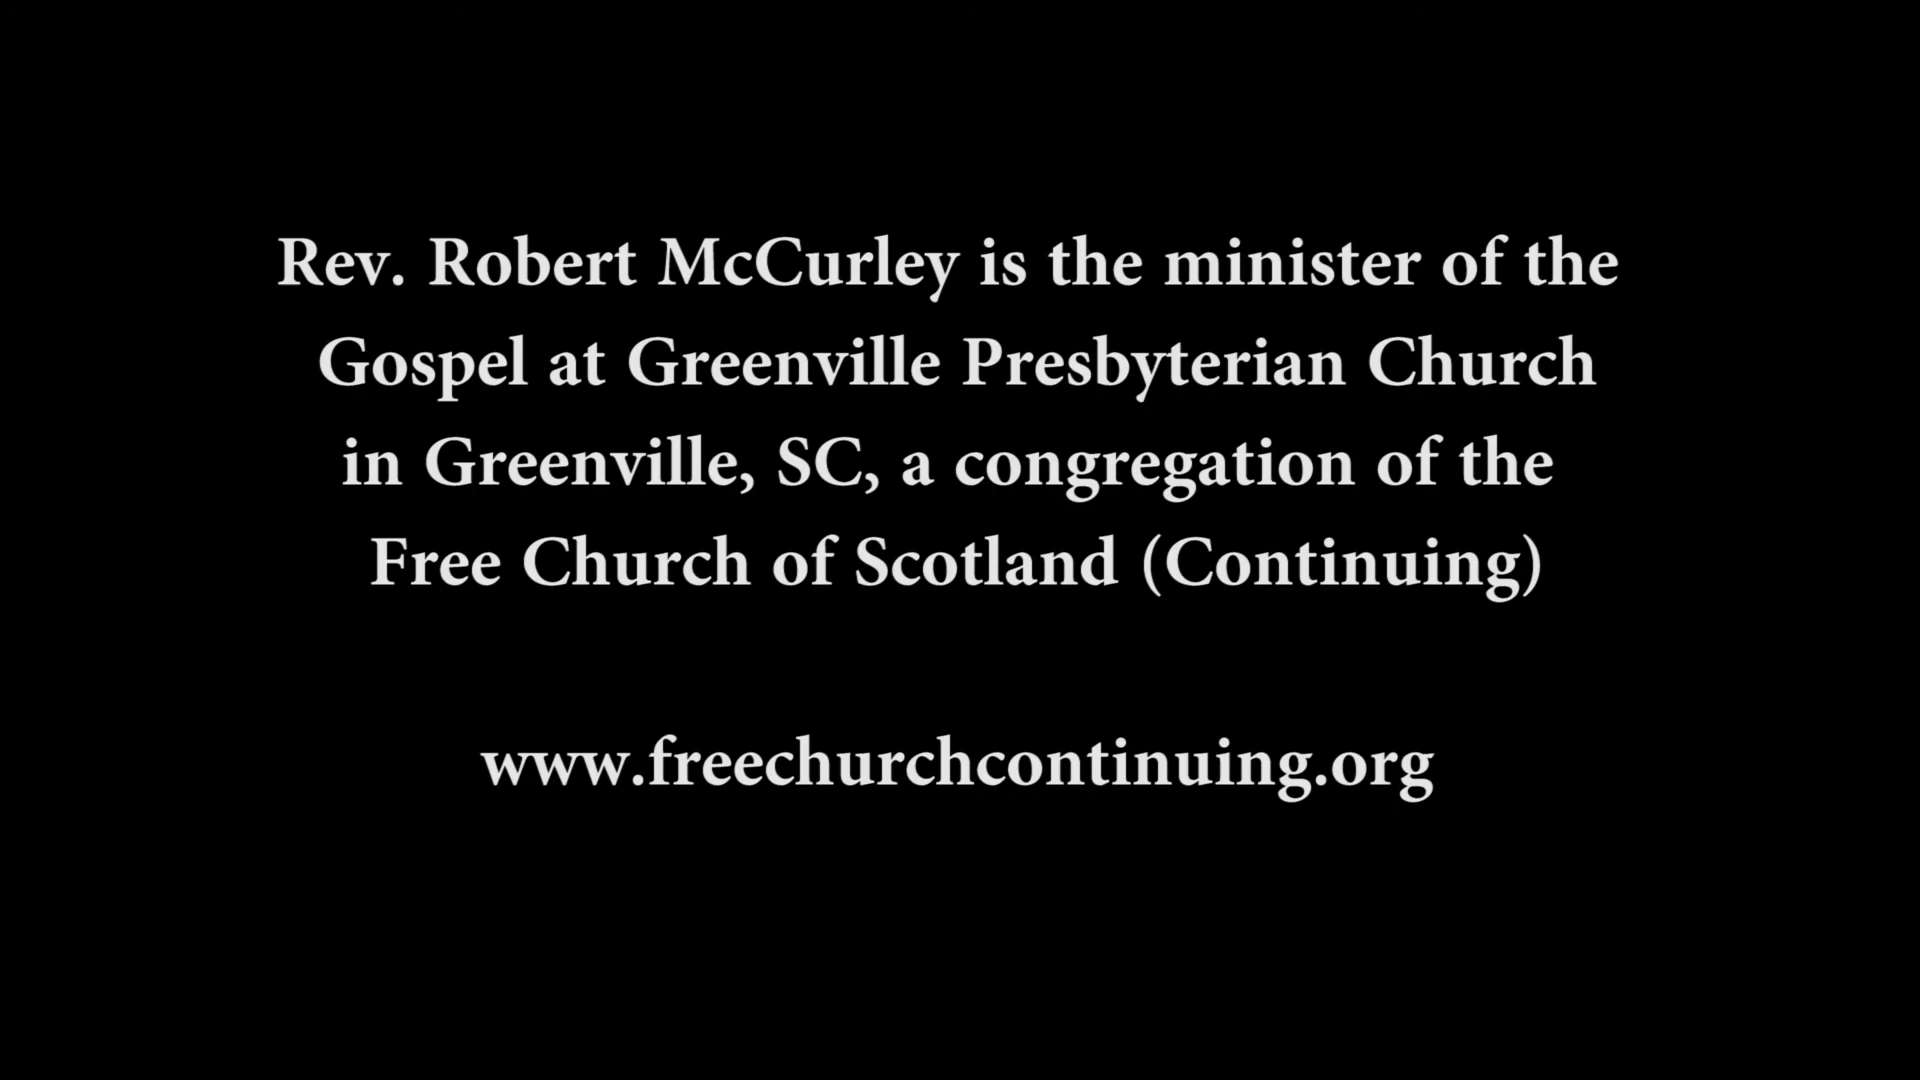 Rev. Robert McCurley is the minister of the
Gospel at Greenville Presbyterian Church
in Greenville, SC, a congregation of the
Free Church of Scotland (Continuing)
www.freechurchcontinuing.org